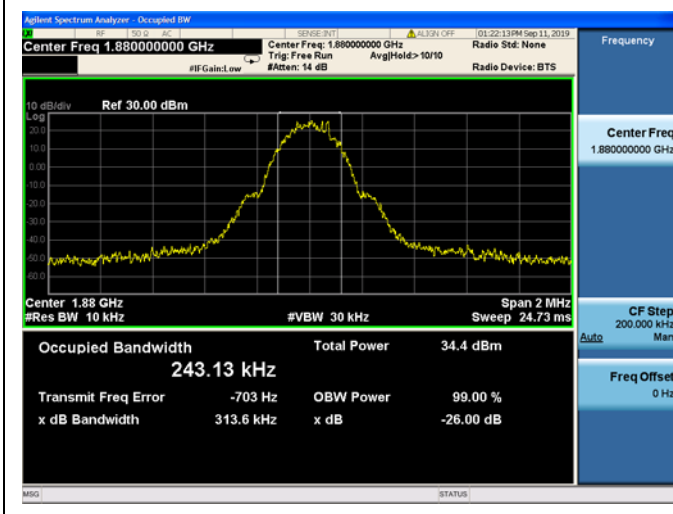 Agilent Spectrum Analyzer - Occupied BW
RF 50 Ω AC SENSE:INT ALIGN OFF 01:22:13PM Sep 11, 2019
Center Freq 1.880000000 GHz
Center Freq: 1.880000000 GHz Radio Std: None
Trig: Free Run Avg|Hold:>10/10
#IFGain:Low #Atten: 14 dB Radio Device: BTS
Frequency
10 dB/div Ref 30.00 dBm
Log
20.0
10.0
0.00
-10.0
-20.0
-30.0
-40.0
-50.0
-60.0
Center 1.88 GHz Span 2 MHz
#Res BW 10 kHz #VBW 30 kHz Sweep 24.73 ms
Occupied Bandwidth Total Power 34.4 dBm
243.13 kHz
Transmit Freq Error -703 Hz OBW Power 99.00 %
x dB Bandwidth 313.6 kHz x dB -26.00 dB
Center Freq
1.880000000 GHz
CF Step
200.000 kHz
Auto Man
Freq Offset
0 Hz
MSG STATUS